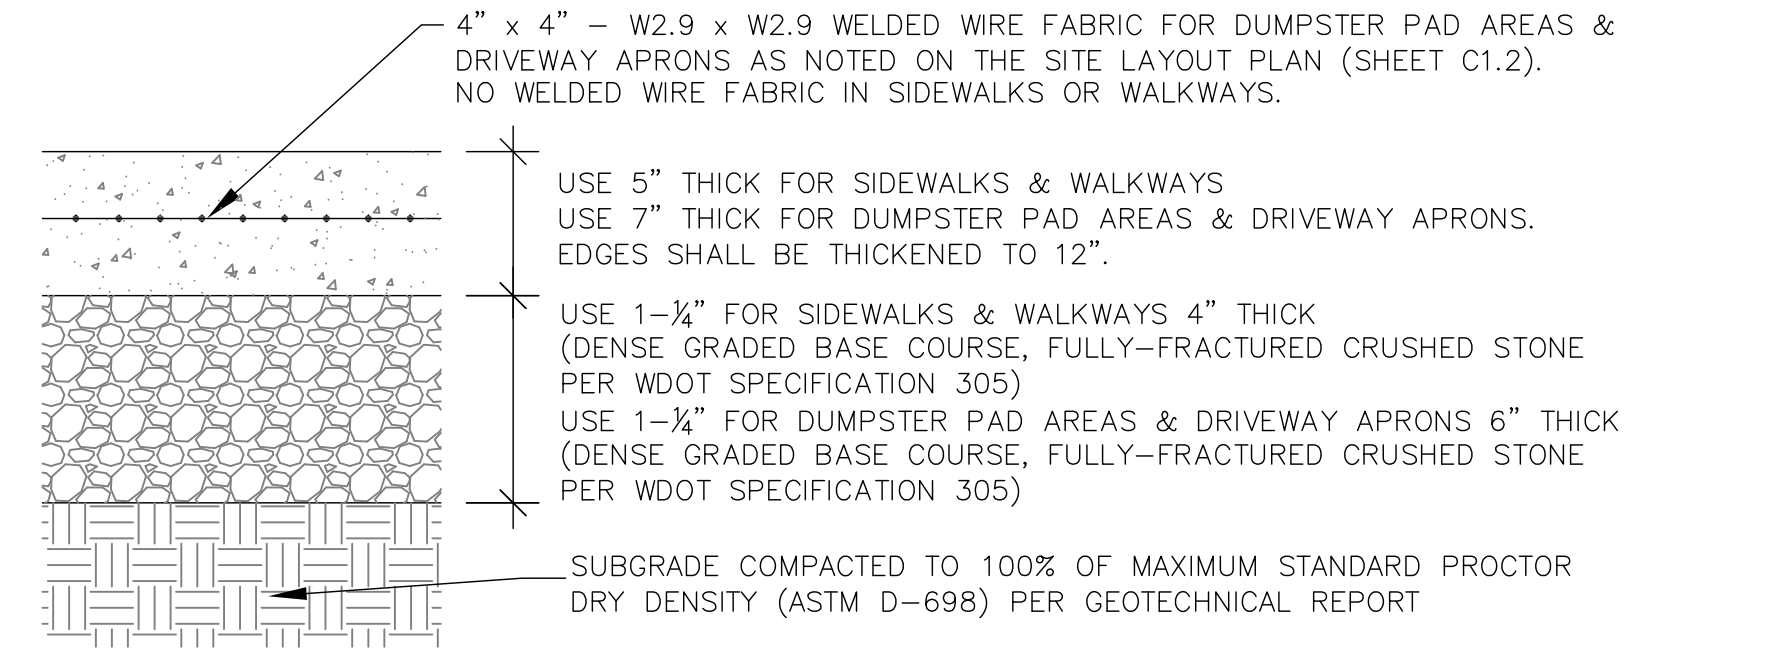 4” x 4” – W2.9 x W2.9 WELDED WIRE FABRIC FOR DUMPSTER PAD AREAS &
DRIVEWAY APRONS AS NOTED ON THE SITE LAYOUT PLAN (SHEET C1.2).
NO WELDED WIRE FABRIC IN SIDEWALKS OR WALKWAYS.
USE 5” THICK FOR SIDEWALKS & WALKWAYS
USE 7” THICK FOR DUMPSTER PAD AREAS & DRIVEWAY APRONS.
EDGES SHALL BE THICKENED TO 12”.
USE 1–¼” FOR SIDEWALKS & WALKWAYS 4” THICK
(DENSE GRADED BASE COURSE, FULLY–FRACTURED CRUSHED STONE
PER WDOT SPECIFICATION 305)
USE 1–¼” FOR DUMPSTER PAD AREAS & DRIVEWAY APRONS 6” THICK
(DENSE GRADED BASE COURSE, FULLY–FRACTURED CRUSHED STONE
PER WDOT SPECIFICATION 305)
SUBGRADE COMPACTED TO 100% OF MAXIMUM STANDARD PROCTOR
DRY DENSITY (ASTM D–698) PER GEOTECHNICAL REPORT